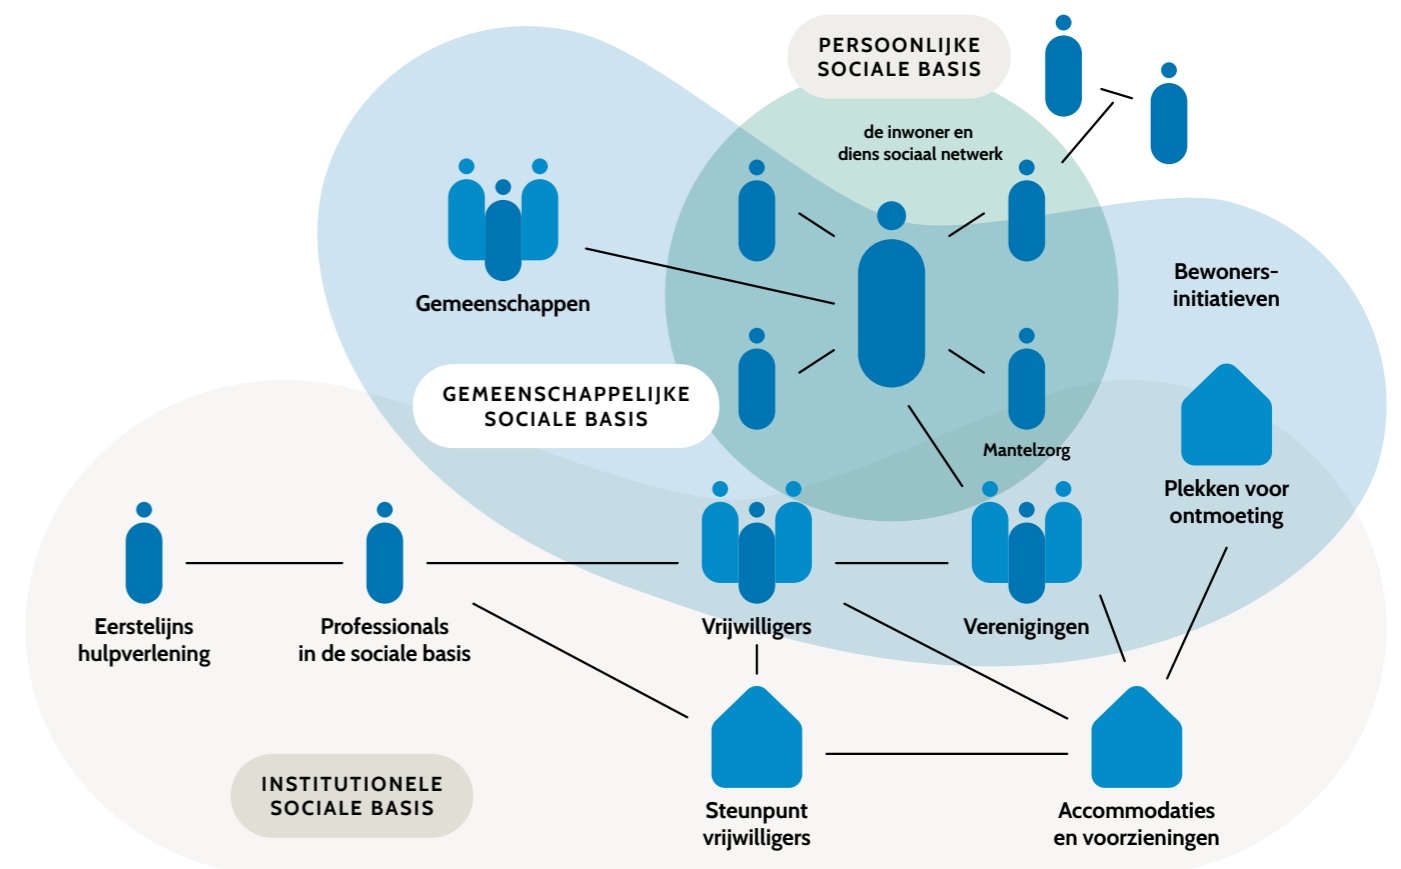 PERSOONLIJKE
SOCIALE BASIS
de inwoner en
diens sociaal netwerk
Gemeenschappen
Bewoners-
initiatieven
GEMEENSCHAPPELIJKE
SOCIALE BASIS
Mantelzorg
Plekken voor
ontmoeting
Eerstelijns
hulpverlening
Professionals
in de sociale basis
Vrijwilligers
Verenigingen
INSTITUTIONELE
SOCIALE BASIS
Steunpunt
vrijwilligers
Accommodaties
en voorzieningen